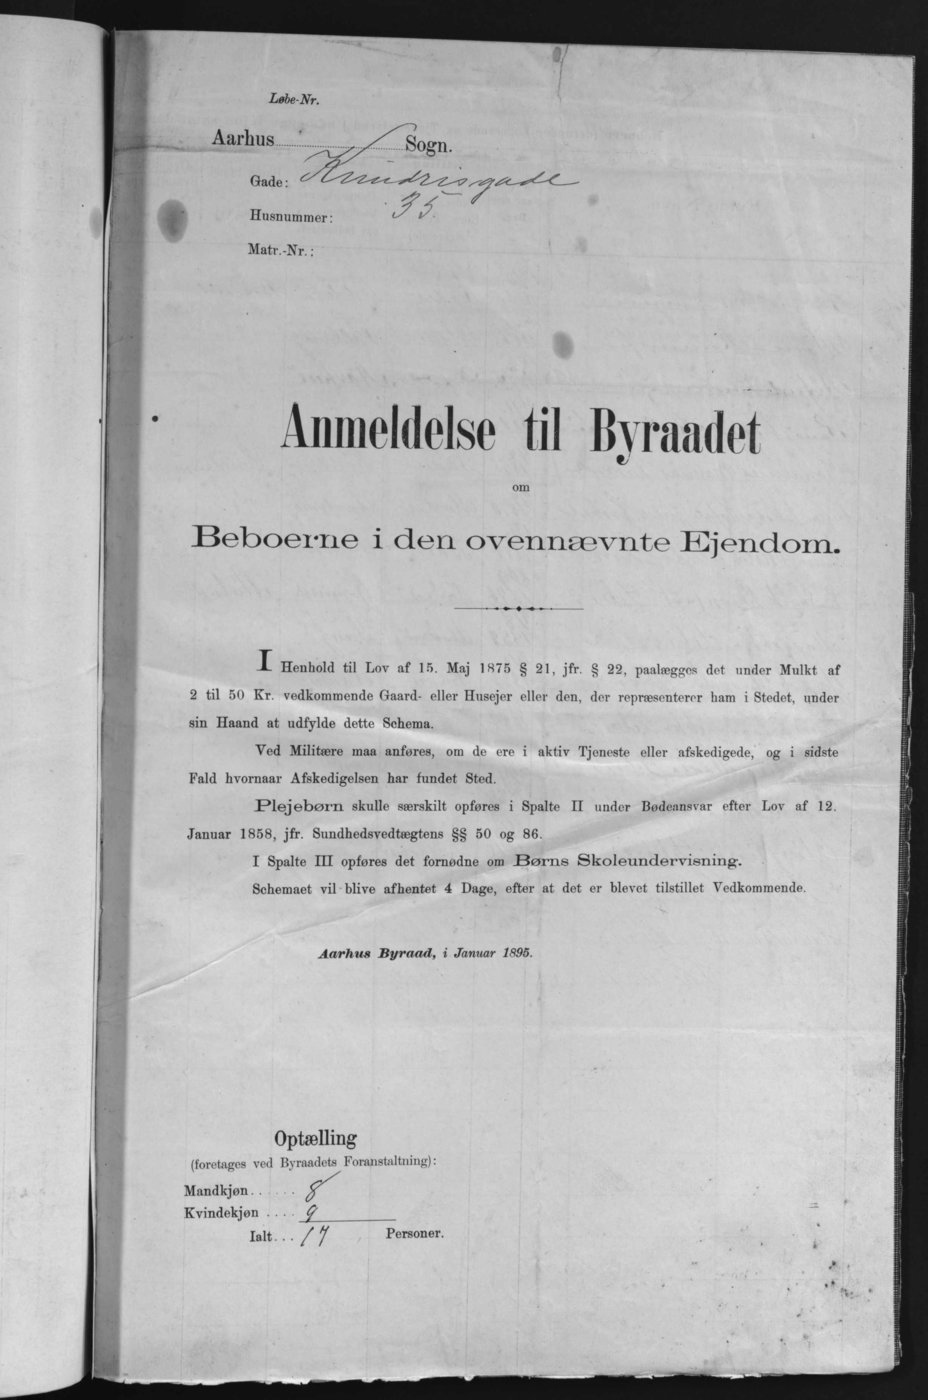 Løbe-Nr.
Aarhus Sogn.
Gade: Knudrisgade
Husnummer: 35.
Matr.-Nr.:
Anmeldelse til Byraadet
om
Beboerne i den ovennævnte Ejendom.
I Henhold til Lov af 15. Maj 1875 § 21, jfr. § 22, paalægges det under Mulkt af
2 til 50 Kr. vedkommende Gaard- eller Husejer eller den, der repræsenterer ham i Stedet, under
sin Haand at udfylde dette Schema.
Ved Militære maa anføres, om de ere i aktiv Tjeneste eller afskedigede, og i sidste
Fald hvornaar Afskedigelsen har fundet Sted.
Plejebørn skulle særskilt opføres i Spalte II under Bødeansvar efter Lov af 12.
Januar 1858, jfr. Sundhedsvedtægtens §§ 50 og 86.
I Spalte III opføres det fornødne om Børns Skoleundervisning.
Schemaet vil blive afhentet 4 Dage, efter at det er blevet tilstillet Vedkommende.
Aarhus Byraad, i Januar 1895.
Optælling
(foretages ved Byraadets Foranstaltning):
Mandkjøn...... 8
Kvindekjøn .... 9
Ialt... 17 Personer.